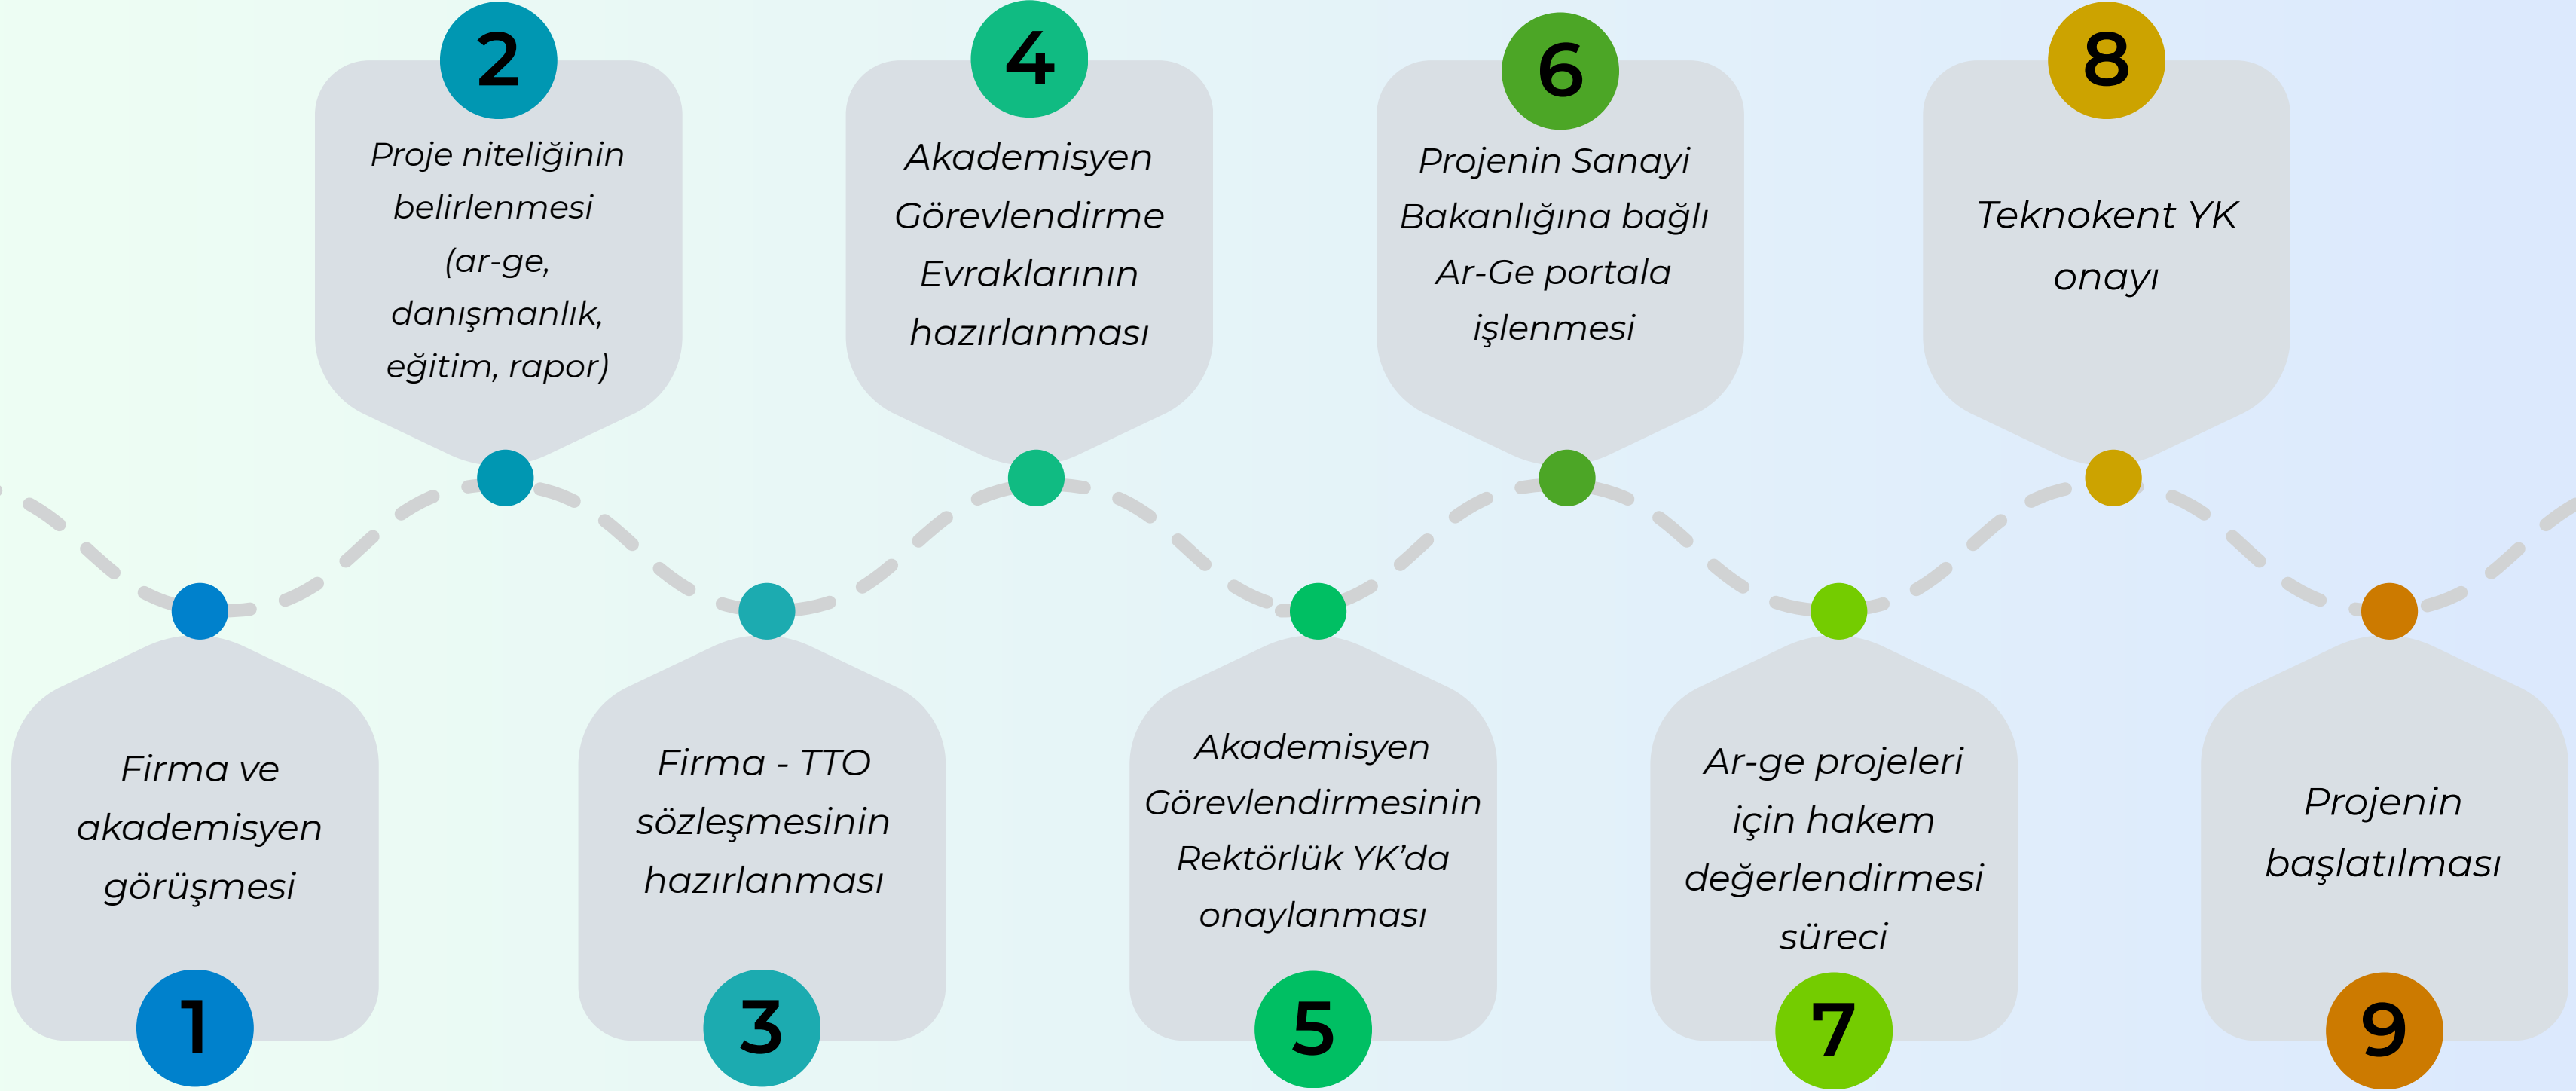 1
Firma ve
akademisyen
görüşmesi
2
Proje niteliğinin
belirlenmesi
(ar-ge,
danışmanlık,
eğitim, rapor)
3
Firma - TTO
sözleşmesinin
hazırlanması
4
Akademisyen
Görevlendirme
Evraklarının
hazırlanması
5
Akademisyen
Görevlendirmesinin
Rektörlük YK’da
onaylanması
6
Projenin Sanayi
Bakanlığına bağlı
Ar-Ge portala
işlenmesi
7
Ar-ge projeleri
için hakem
değerlendirmesi
süreci
8
Teknokent YK
onayı
9
Projenin
başlatılması